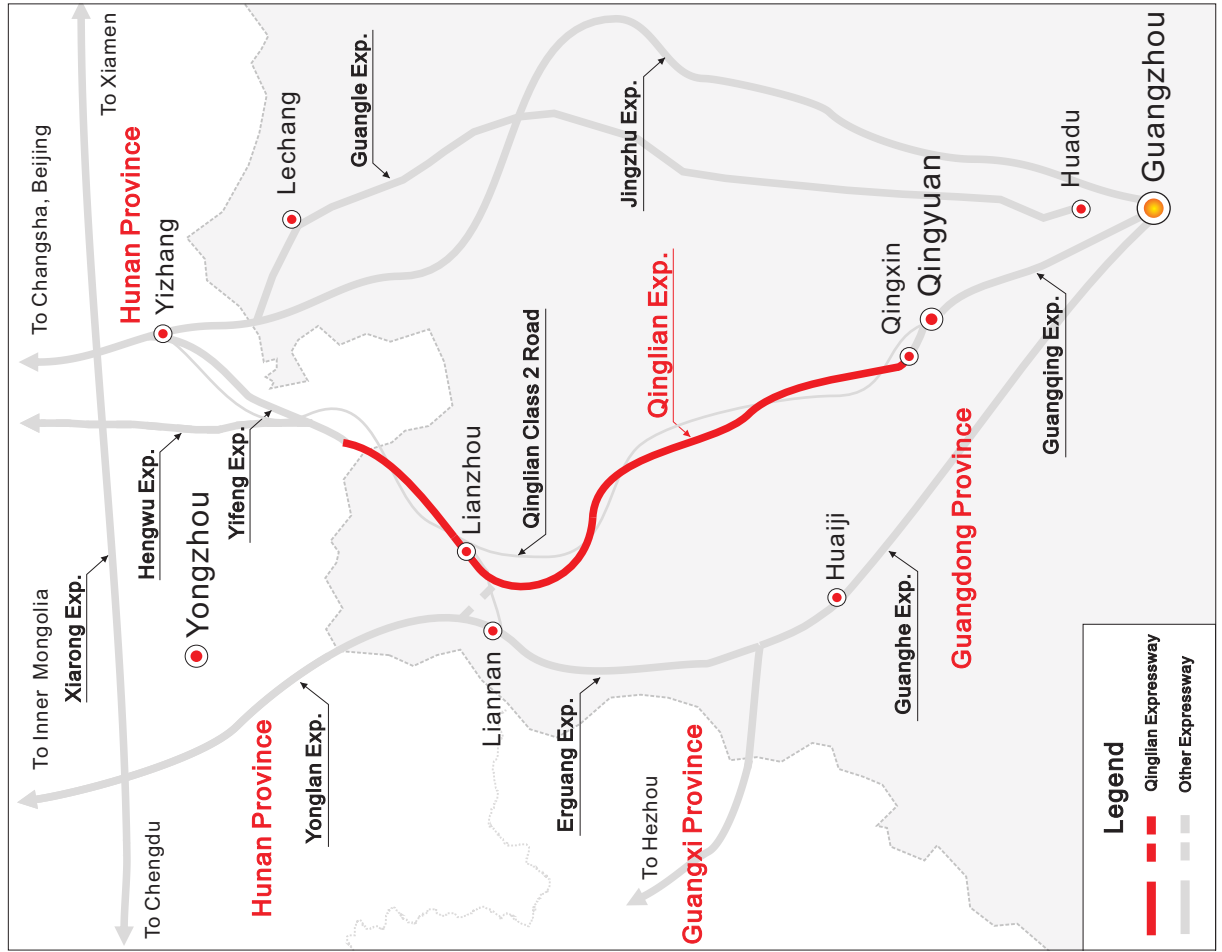 To Xiamen
To Changsha, Beijing
Hunan Province
Yizhang
Lechang
Guangle Exp.
Jingzhu Exp.
Huadu
Guangzhou
Qingyuan
Qingxin
Qinglian Exp.
Guangqing Exp.
Qinglian Class 2 Road
Lianzhou
Yifeng Exp.
Hengwu Exp.
Yongzhou
Xiarong Exp.
To Inner Mongolia
Huaiji
Guangdong Province
Guanghe Exp.
Liannan
Erguang Exp.
Yonglan Exp.
Hunan Province
To Chengdu
To Hezhou
Guangxi Province
Legend
Qinglian Expressway
Other Expressway